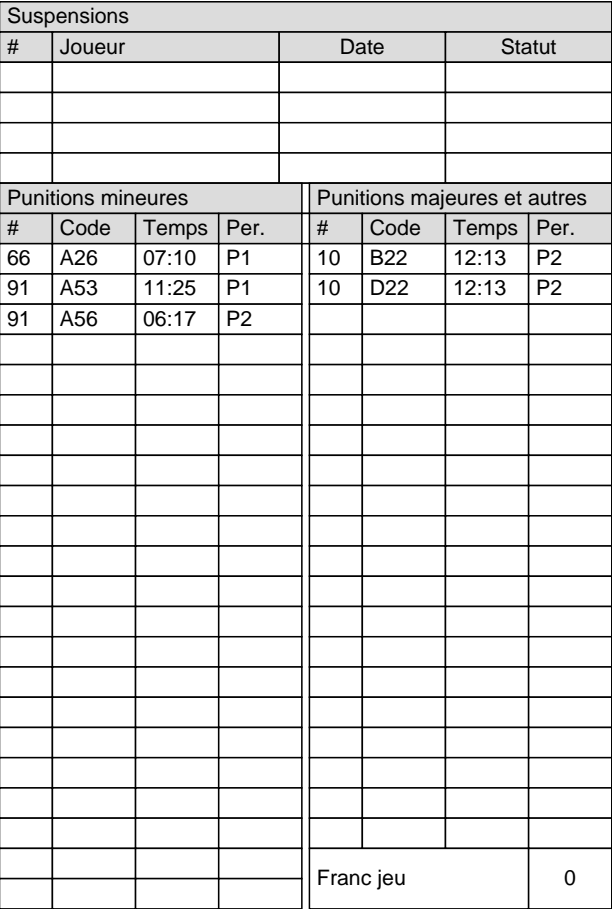 Suspensions
# Joueur Date Statut
Punitions mineures Punitions majeures et autres
# Code Temps Per. # Code Temps Per.
66 A26 07:10 P1 10 B22 12:13 P2
91 A53 11:25 P1 10 D22 12:13 P2
91 A56 06:17 P2
Franc jeu 0